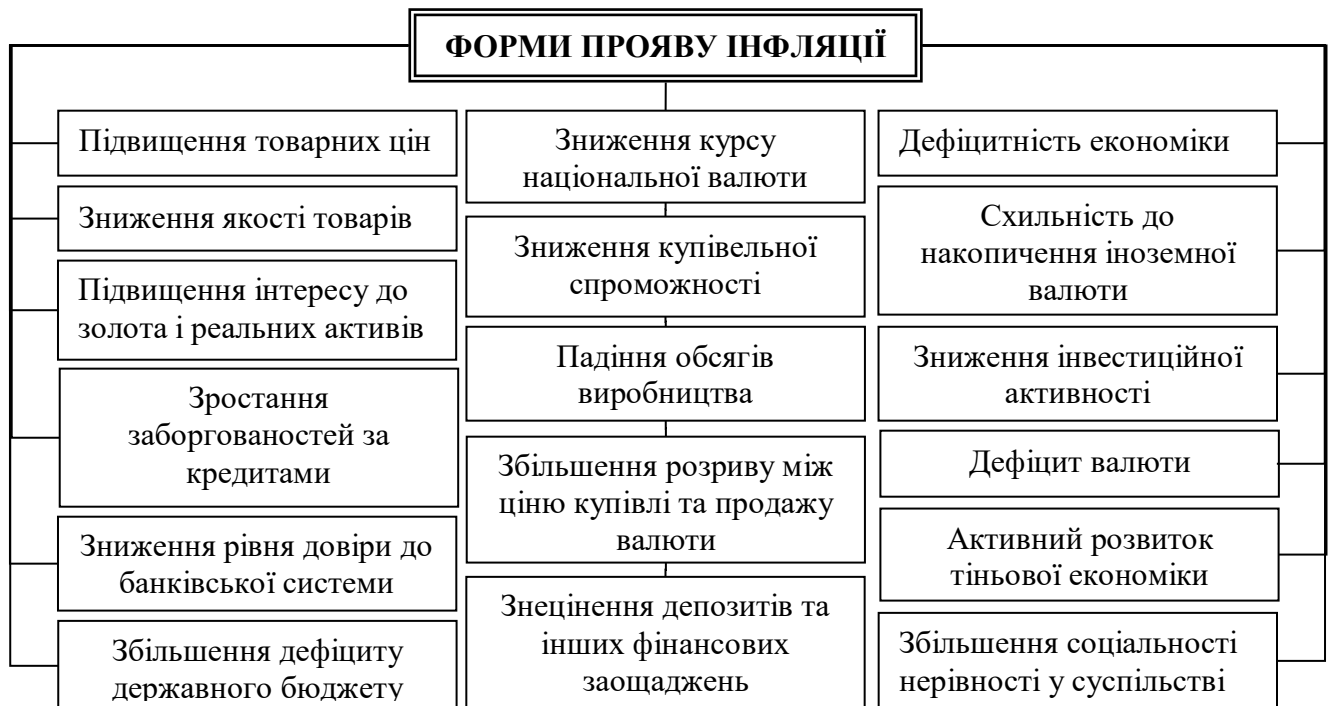 ФОРМИ ПРОЯВУ ІНФЛЯЦІЇ
Підвищення товарних цін
Зниження якості товарів
Підвищення інтересу до
золота і реальних активів
Зростання
заборгованостей за
кредитами
Зниження рівня довіри до
банківської системи
Збільшення дефіциту
державного бюджету
Зниження курсу
національної валюти
Зниження купівельної
спроможності
Падіння обсягів
виробництва
Збільшення розриву між
ціню купівлі та продажу
валюти
Знецінення депозитів та
інших фінансових
заощаджень
Дефіцитність економіки
Схильність до
накопичення іноземної
валюти
Зниження інвестиційної
активності
Дефіцит валюти
Активний розвиток
тіньової економіки
Збільшення соціальності
нерівності у суспільстві